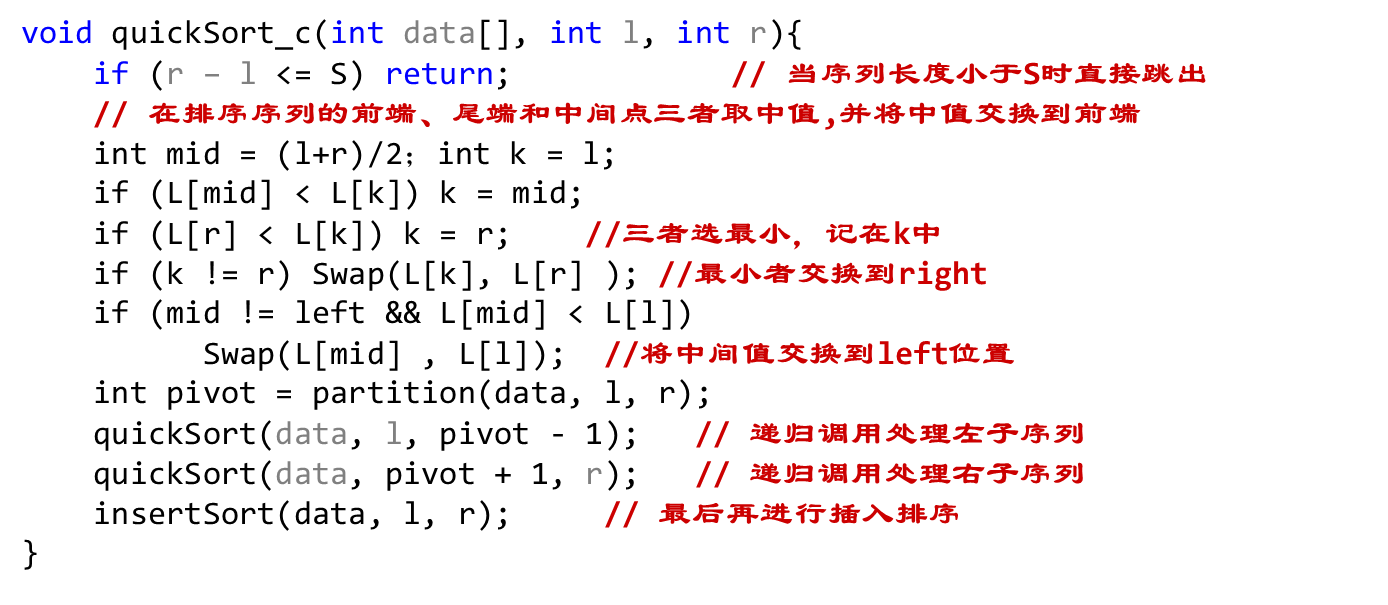 void quickSort_c(int data[], int l, int r){
if (r – l <= S) return; // 当序列长度小于S时直接跳出
// 在排序序列的前端、尾端和中间点三者取中值,并将中值交换到前端
int mid = (l+r)/2；int k = l;
if (L[mid] < L[k]) k = mid;
if (L[r] < L[k]) k = r; //三者选最小，记在k中
if (k != r) Swap(L[k], L[r] ); //最小者交换到right
if (mid != left && L[mid] < L[l])
Swap(L[mid] , L[l]); //将中间值交换到left位置
int pivot = partition(data, l, r);
quickSort(data, l, pivot - 1); // 递归调用处理左子序列
quickSort(data, pivot + 1, r); // 递归调用处理右子序列
insertSort(data, l, r); // 最后再进行插入排序
}